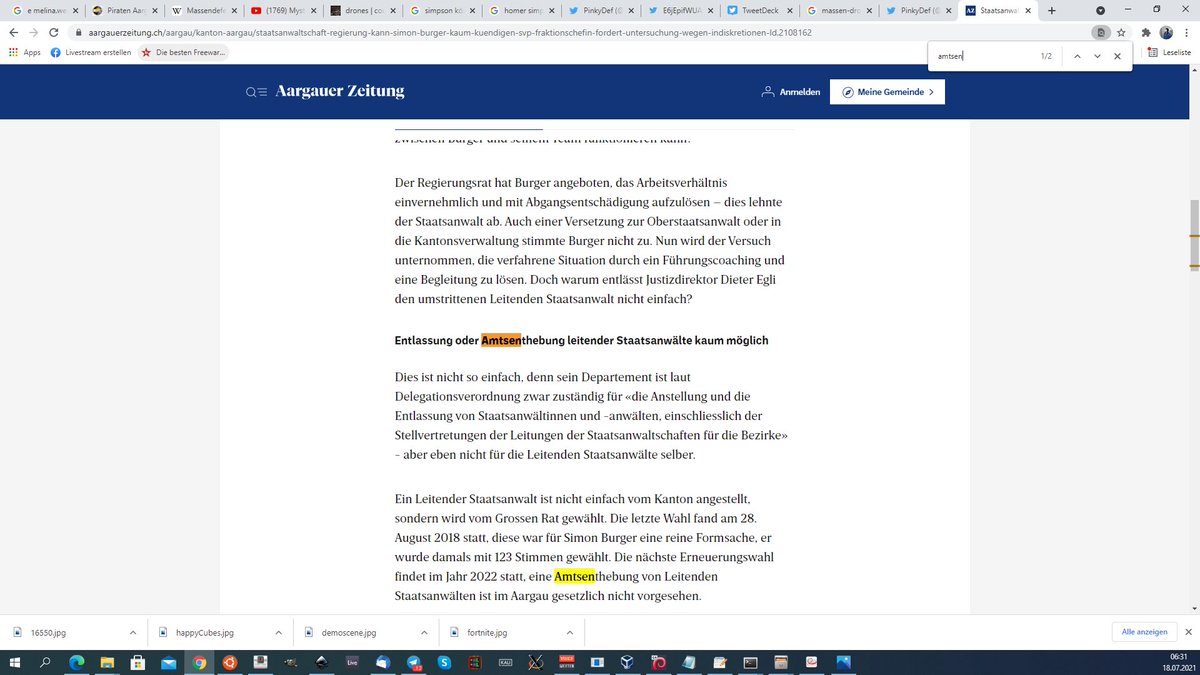 e melina.we
Piraten Aar
Massendefe
(1769) Myst
drones | cou
simpson kö
homer simp
PinkyDef (@
E6jEpifWUA
TweetDeck
massen-dro
PinkyDef (@
Staatsanwal
aargauerzeitung.ch/aargau/kanton-aargau/staatsanwaltschaft-regierung-kann-simon-burger-kaum-kuendigen-svp-fraktionschefin-fordert-untersuchung-wegen-indiskretionen-ld.2108162
Apps
Livestream erstellen
Die besten Freewar...
amtsen
1/2
Leseliste
Aargauer Zeitung
Anmelden
Meine Gemeinde
zwischen Burger und seinem Team funktionieren kann?
Der Regierungsrat hat Burger angeboten, das Arbeitsverhältnis
einvernehmlich und mit Abgangsentschädigung aufzulösen – dies lehnte
der Staatsanwalt ab. Auch einer Versetzung zur Oberstaatsanwalt oder in
die Kantonsverwaltung stimmte Burger nicht zu. Nun wird der Versuch
unternommen, die verfahrene Situation durch ein Führungscoaching und
eine Begleitung zu lösen. Doch warum entlässt Justizdirektor Dieter Egli
den umstrittenen Leitenden Staatsanwalt nicht einfach?
Entlassung oder Amtsenthebung leitender Staatsanwälte kaum möglich
Dies ist nicht so einfach, denn sein Departement ist laut
Delegationsverordnung zwar zuständig für «die Anstellung und die
Entlassung von Staatsanwältinnen und -anwälten, einschliesslich der
Stellvertretungen der Leitungen der Staatsanwaltschaften für die Bezirke»
- aber eben nicht für die Leitenden Staatsanwälte selber.
Ein Leitender Staatsanwalt ist nicht einfach vom Kanton angestellt,
sondern wird vom Grossen Rat gewählt. Die letzte Wahl fand am 28.
August 2018 statt, diese war für Simon Burger eine reine Formsache, er
wurde damals mit 123 Stimmen gewählt. Die nächste Erneuerungswahl
findet im Jahr 2022 statt, eine Amtsenthebung von Leitenden
Staatsanwälten ist im Aargau gesetzlich nicht vorgesehen.
16550.jpg
happyCubes.jpg
demoscene.jpg
fortnite.jpg
Alle anzeigen
06:31
18.07.2021